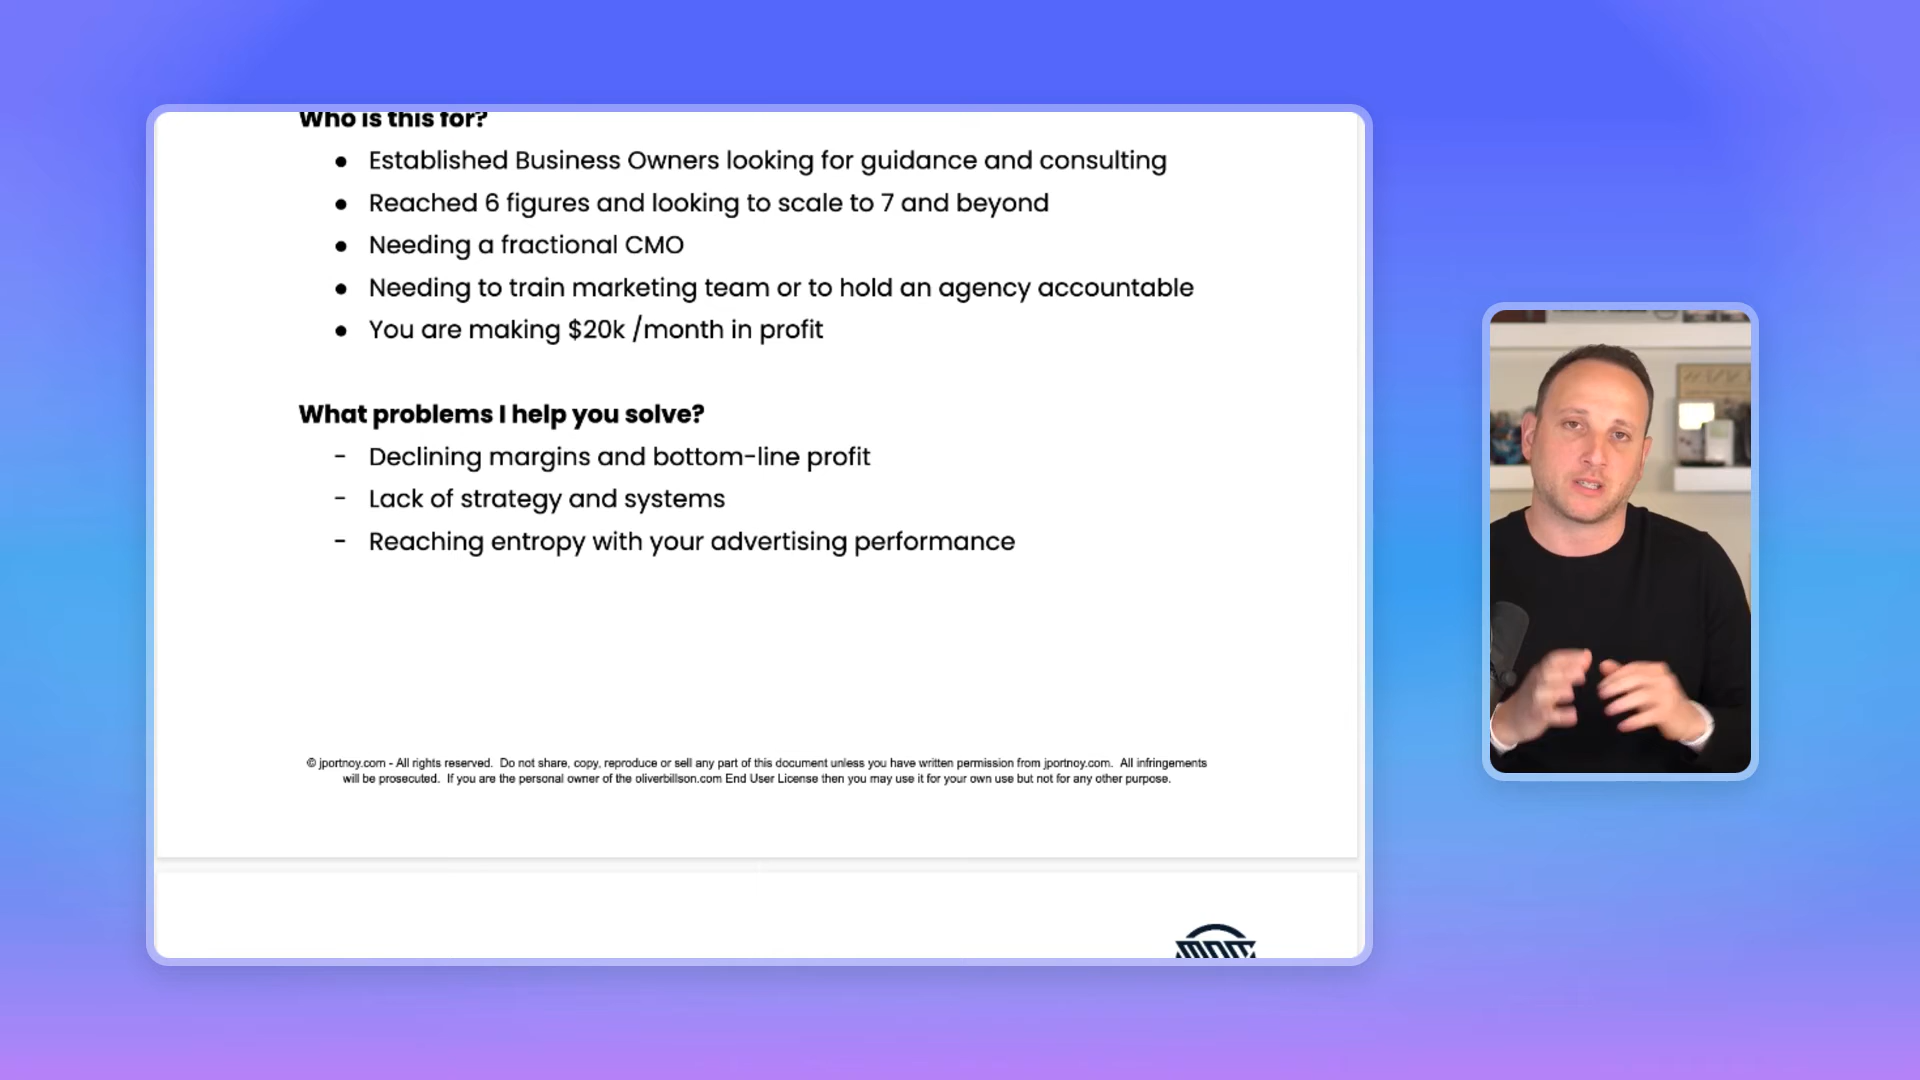 Who is this for?
● Established Business Owners looking for guidance and consulting
● Reached 6 figures and looking to scale to 7 and beyond
● Needing a fractional CMO
● Needing to train marketing team or to hold an agency accountable
● You are making $20k /month in profit
What problems I help you solve?
- Declining margins and bottom-line profit
- Lack of strategy and systems
- Reaching entropy with your advertising performance
© jportnoy.com - All rights reserved. Do not share, copy, reproduce or sell any part of this document unless you have written permission from jportnoy.com. All infringements
will be prosecuted. If you are the personal owner of the oliverbillson.com End User License then you may use it for your own use but not for any other purpose.